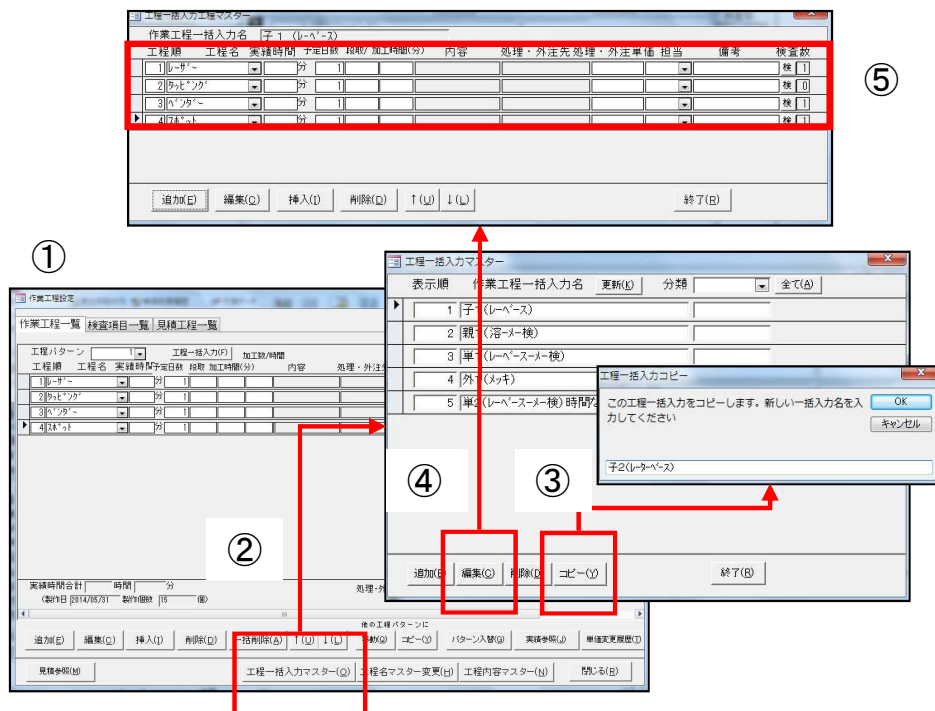 工程一括入力工程マスター
作業工程一括入力名 子1 (ﾚｰﾍﾞｰｽ)
工程順 工程名 実績時間 予定日数 段取/加工時間(分) 内容 処理・外注先 処理・外注単価 担当 備考 検査数
1 ﾚｰｻﾞｰ 分 1 検 1
2 ﾀｯﾋﾟﾝｸﾞ 分 1 検 0
3 ﾍﾞﾝﾀﾞｰ 分 1 検 1
4 ｽﾎﾟｯﾄ 分 1 検 1
⑤
追加(E) 編集(C) 挿入(I) 削除(D) ↑(U) ↓(L) 終了(R)
①
作業工程設定
作業工程一覧 検査項目一覧 見積工程一覧
工程パターン 1 工程一括入力(F) 加工数/時間
工程順 工程名 実績時間 予定日数 段取 加工時間(分) 内容 処理・外注
1 ﾚｰｻﾞｰ 分 1
2 ﾀｯﾋﾟﾝｸﾞ 分 1
3 ﾍﾞﾝﾀﾞｰ 分 1
4 ｽﾎﾟｯﾄ 分 1
②
実績時間合計 時間 分
(製作日 2014/05/31 製作個数 15 個)
処理・外
他の工程パターンに
追加(E) 編集(C) 挿入(I) 削除(D) 一括削除(A) ↑(U) ↓(L) 移動(Q) コピー(Y) パターン入替(G) 実績参照(J) 単価変更履歴(T)
見積参照(M) 工程一括入力マスター(O) 工程名マスター変更(H) 工程内容マスター(N) 閉じる(R)
工程一括入力マスター
表示順 作業工程一括入力名 更新(K) 分類 全て(A)
1 子1(ﾚｰﾍﾞｰｽ)
2 親1(溶ｰﾒｰ検)
3 単1(ﾚｰﾍﾞｰｽｰﾒｰ検)
4 外1(ﾒｯｷ)
5 単2(ﾚｰﾍﾞｰｽｰﾒｰ検)時間な
④
③
追加(E) 編集(C) 削除(D) コピー(Y) 終了(R)
工程一括入力コピー
この工程一括入力をコピーします。新しい一括入力名を入
力してください
OK
キャンセル
子2(ﾚｰﾀｰﾍﾞｰｽ)